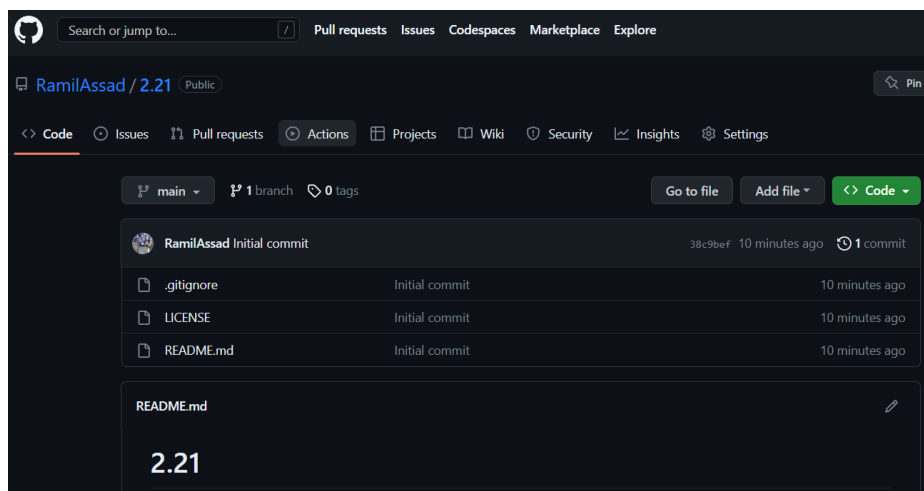 Search or jump to... / Pull requests Issues Codespaces Marketplace Explore
RamilAssad / 2.21 Public Pin
<> Code Issues Pull requests Actions Projects Wiki Security Insights Settings
main 1 branch 0 tags Go to file Add file <> Code
RamilAssad Initial commit 38c9bef 10 minutes ago 1 commit
.gitignore Initial commit 10 minutes ago
LICENSE Initial commit 10 minutes ago
README.md Initial commit 10 minutes ago
README.md
2.21